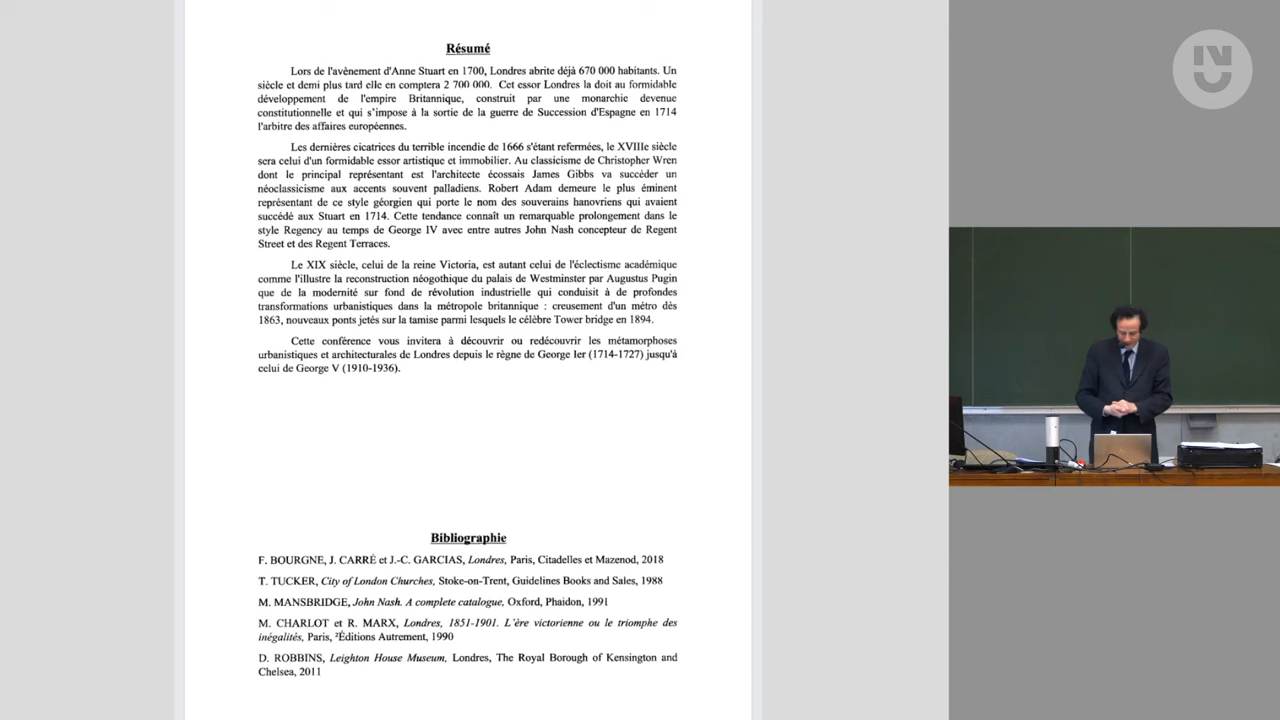 Résumé
Lors de l'avènement d'Anne Stuart en 1700, Londres abrite déjà 670 000 habitants. Un
siècle et demi plus tard elle en comptera 2 700 000. Cet essor Londres la doit au formidable
développement de l'empire Britannique, construit par une monarchie devenue
constitutionnelle et qui s'impose à la sortie de la guerre de Succession d'Espagne en 1714
l'arbitre des affaires européennes.
Les dernières cicatrices du terrible incendie de 1666 s'étant refermées, le XVIIIe siècle
sera celui d'un formidable essor artistique et immobilier. Au classicisme de Christopher Wren
dont le principal représentant est l'architecte écossais James Gibbs va succéder un
néoclassicisme aux accents souvent palladiens. Robert Adam demeure le plus éminent
représentant de ce style géorgien qui porte le nom des souverains hanovriens qui avaient
succédé aux Stuart en 1714. Cette tendance connaît un remarquable prolongement dans le
style Regency au temps de George IV avec entre autres John Nash concepteur de Regent
Street et des Regent Terraces.
Le XIX siècle, celui de la reine Victoria, est autant celui de l'éclectisme académique
comme l'illustre la reconstruction néogothique du palais de Westminster par Augustus Pugin
que de la modernité sur fond de révolution industrielle qui conduisit à de profondes
transformations urbanistiques dans la métropole britannique : creusement d'un métro dès
1863, nouveaux ponts jetés sur la tamise parmi lesquels le célèbre Tower bridge en 1894.
Cette conférence vous invitera à découvrir ou redécouvrir les métamorphoses
urbanistiques et architecturales de Londres depuis le règne de George Ier (1714-1727) jusqu'à
celui de George V (1910-1936).
Bibliographie
F. BOURGNE, J. CARRÉ et J.-C. GARCIAS, Londres, Paris, Citadelles et Mazenod, 2018
T. TUCKER, City of London Churches, Stoke-on-Trent, Guidelines Books and Sales, 1988
M. MANSBRIDGE, John Nash. A complete catalogue, Oxford, Phaidon, 1991
M. CHARLOT et R. MARX, Londres, 1851-1901. L'ère victorienne ou le triomphe des
inégalités, Paris, ²Éditions Autrement, 1990
D. ROBBINS, Leighton House Museum, Londres, The Royal Borough of Kensington and
Chelsea, 2011